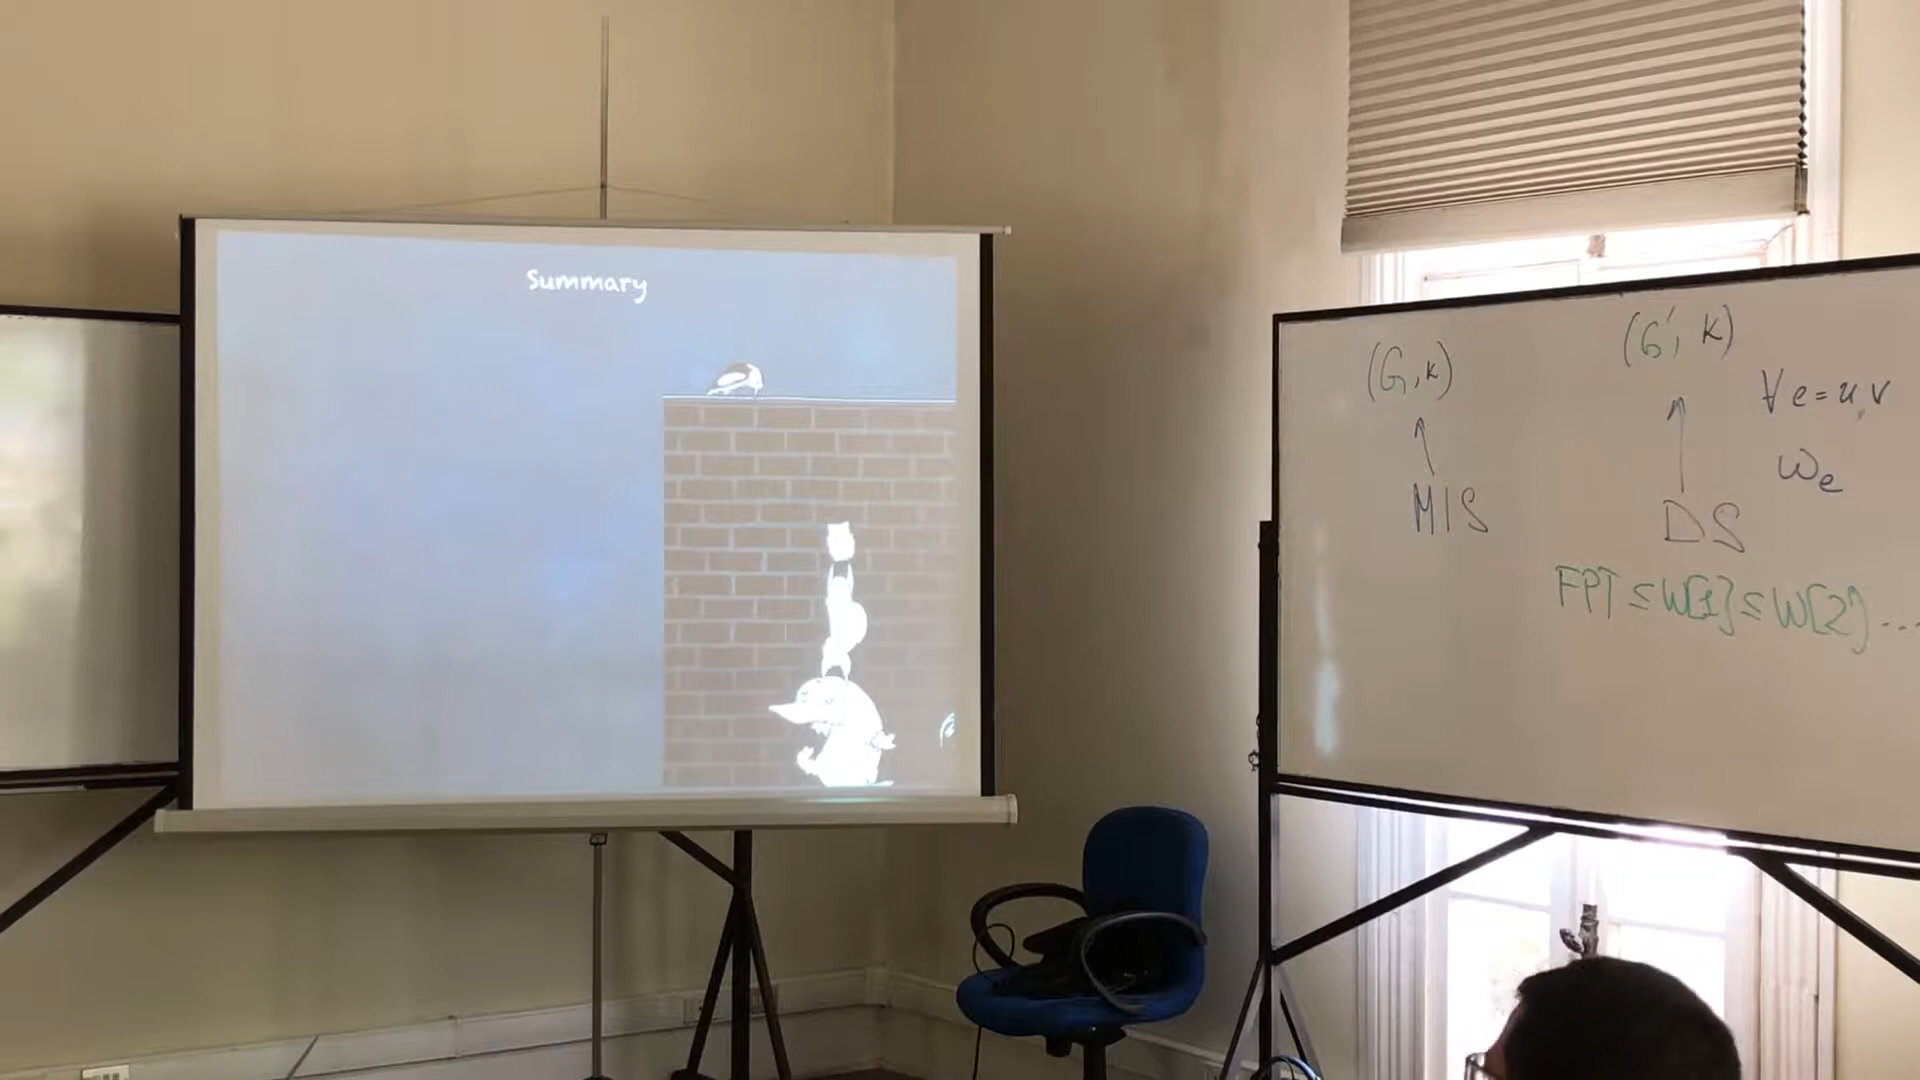 Summary
(G, k)
(G', k)
∀ e = u, v
w_e
MIS
DS
FPT ≤ W[1] ≤ W[2] ...